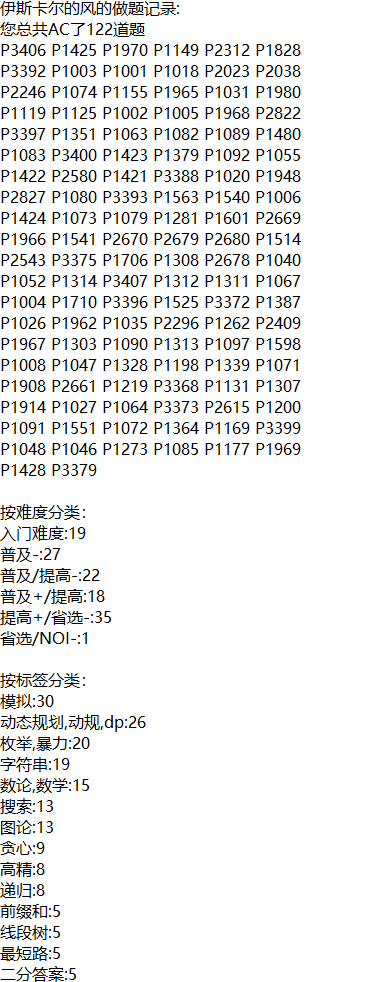 伊斯卡尔的风的做题记录:
您总共AC了122道题
P3406 P1425 P1970 P1149 P2312 P1828
P3392 P1003 P1001 P1018 P2023 P2038
P2246 P1074 P1155 P1965 P1031 P1980
P1119 P1125 P1002 P1005 P1968 P2822
P3397 P1351 P1063 P1082 P1089 P1480
P1083 P3400 P1423 P1379 P1092 P1055
P1422 P2580 P1421 P3388 P1020 P1948
P2827 P1080 P3393 P1563 P1540 P1006
P1424 P1073 P1079 P1281 P1601 P2669
P1966 P1541 P2670 P2679 P2680 P1514
P2543 P3375 P1706 P1308 P2678 P1040
P1052 P1314 P3407 P1312 P1311 P1067
P1004 P1710 P3396 P1525 P3372 P1387
P1026 P1962 P1035 P2296 P1262 P2409
P1967 P1303 P1090 P1313 P1097 P1598
P1008 P1047 P1328 P1198 P1339 P1071
P1908 P2661 P1219 P3368 P1131 P1307
P1914 P1027 P1064 P3373 P2615 P1200
P1091 P1551 P1072 P1364 P1169 P3399
P1048 P1046 P1273 P1085 P1177 P1969
P1428 P3379
按难度分类:
入门难度:19
普及-:27
普及/提高-:22
普及+/提高:18
提高+/省选-:35
省选/NOI-:1
按标签分类:
模拟:30
动态规划,动规,dp:26
枚举,暴力:20
字符串:19
数论,数学:15
搜索:13
图论:13
贪心:9
高精:8
递归:8
前缀和:5
线段树:5
最短路:5
二分答案:5